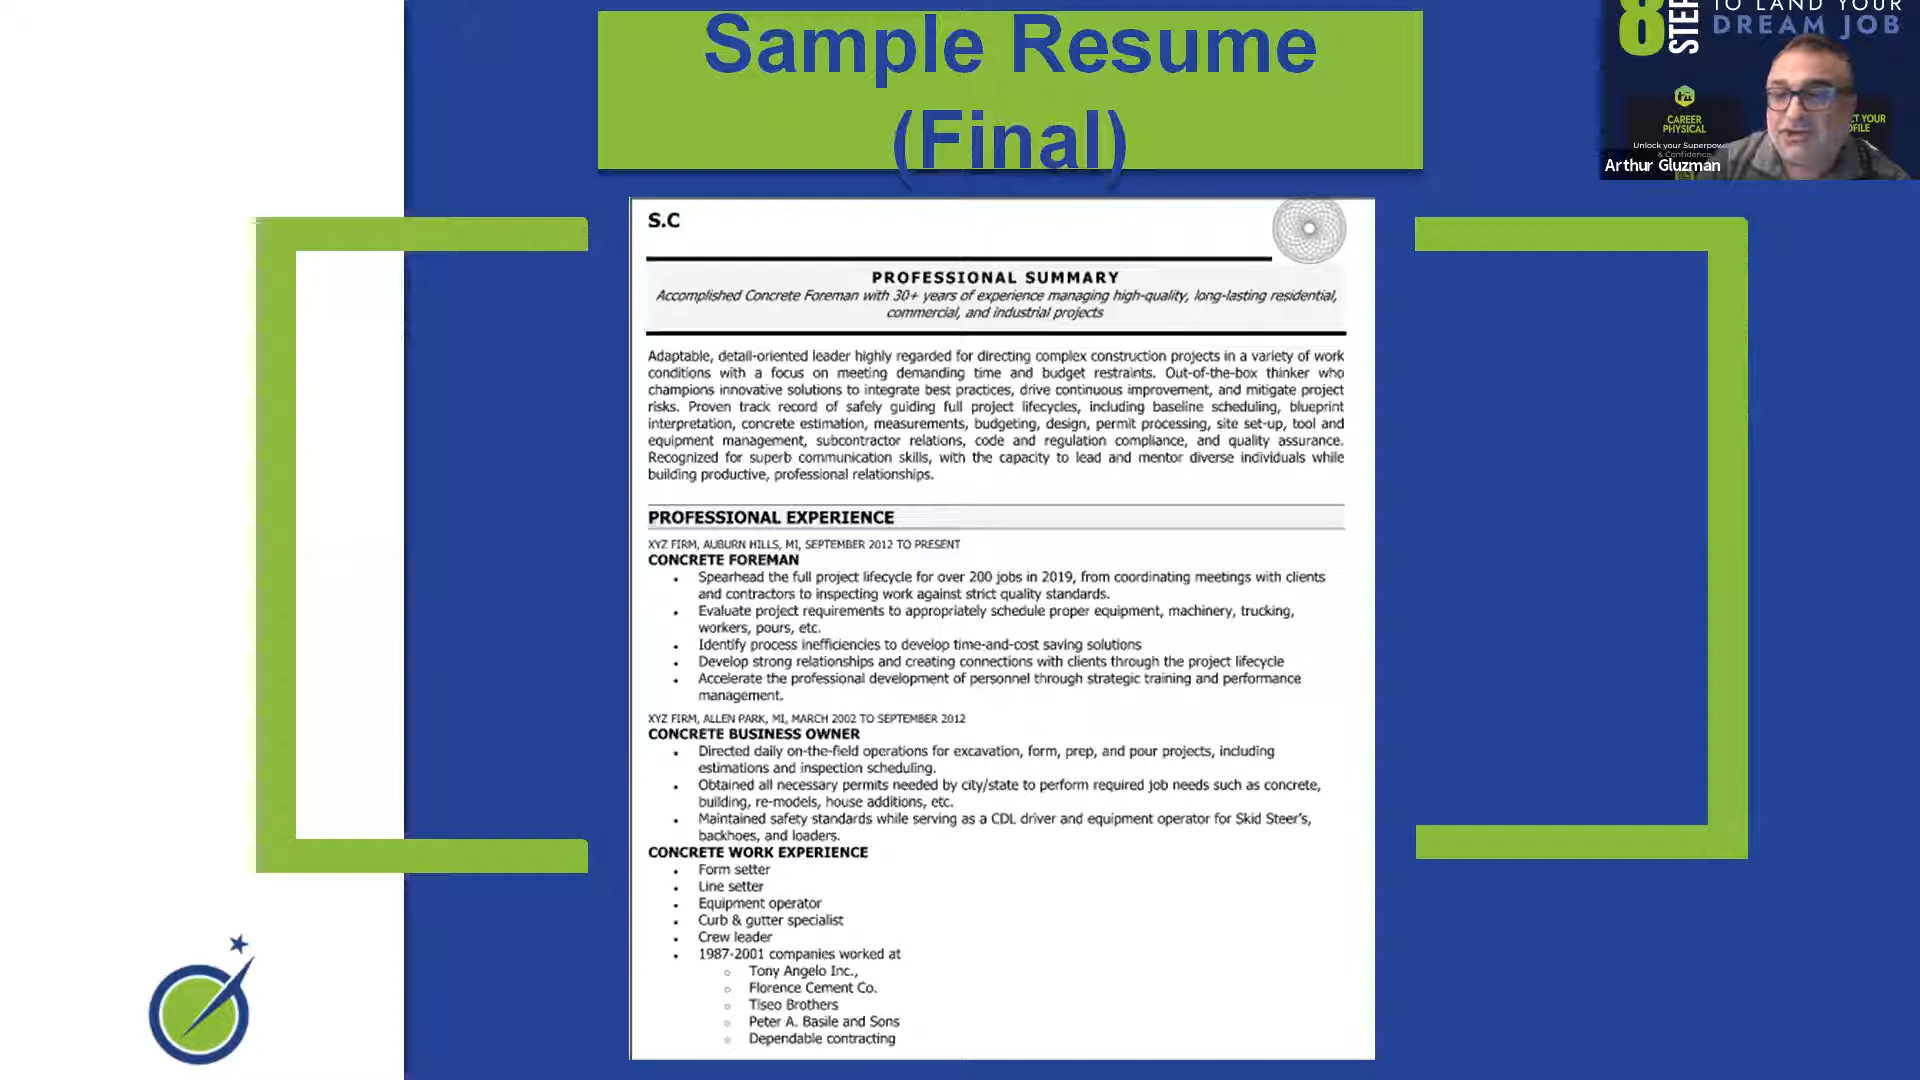 Sample Resume
(Final)
8
STEP
TO LAND YOUR
DREAM JOB
CAREER
PHYSICAL
Unlock your Superpow
& Confidence
Arthur Gluzman
S.C
PROFESSIONAL SUMMARY
Accomplished Concrete Foreman with 30+ years of experience managing high-quality, long-lasting residential,
commercial, and industrial projects
Adaptable, detail-oriented leader highly regarded for directing complex construction projects in a variety of work
conditions with a focus on meeting demanding time and budget restraints. Out-of-the-box thinker who
champions innovative solutions to integrate best practices, drive continuous improvement, and mitigate project
risks. Proven track record of safely guiding full project lifecycles, including baseline scheduling, blueprint
interpretation, concrete estimation, measurements, budgeting, design, permit processing, site set-up, tool and
equipment management, subcontractor relations, code and regulation compliance, and quality assurance.
Recognized for superb communication skills, with the capacity to lead and mentor diverse individuals while
building productive, professional relationships.
PROFESSIONAL EXPERIENCE
XYZ FIRM, AUBURN HILLS, MI, SEPTEMBER 2012 TO PRESENT
CONCRETE FOREMAN
• Spearhead the full project lifecycle for over 200 jobs in 2019, from coordinating meetings with clients
and contractors to inspecting work against strict quality standards.
• Evaluate project requirements to appropriately schedule proper equipment, machinery, trucking,
workers, pours, etc.
• Identify process inefficiencies to develop time-and-cost saving solutions
• Develop strong relationships and creating connections with clients through the project lifecycle
• Accelerate the professional development of personnel through strategic training and performance
management.
XYZ FIRM, ALLEN PARK, MI, MARCH 2002 TO SEPTEMBER 2012
CONCRETE BUSINESS OWNER
• Directed daily on-the-field operations for excavation, form, prep, and pour projects, including
estimations and inspection scheduling.
• Obtained all necessary permits needed by city/state to perform required job needs such as concrete,
building, re-models, house additions, etc.
• Maintained safety standards while serving as a CDL driver and equipment operator for Skid Steer's,
backhoes, and loaders.
CONCRETE WORK EXPERIENCE
• Form setter
• Line setter
• Equipment operator
• Curb & gutter specialist
• Crew leader
• 1987-2001 companies worked at
○ Tony Angelo Inc.,
○ Florence Cement Co.
○ Tiseo Brothers
○ Peter A. Basile and Sons
○ Dependable contracting